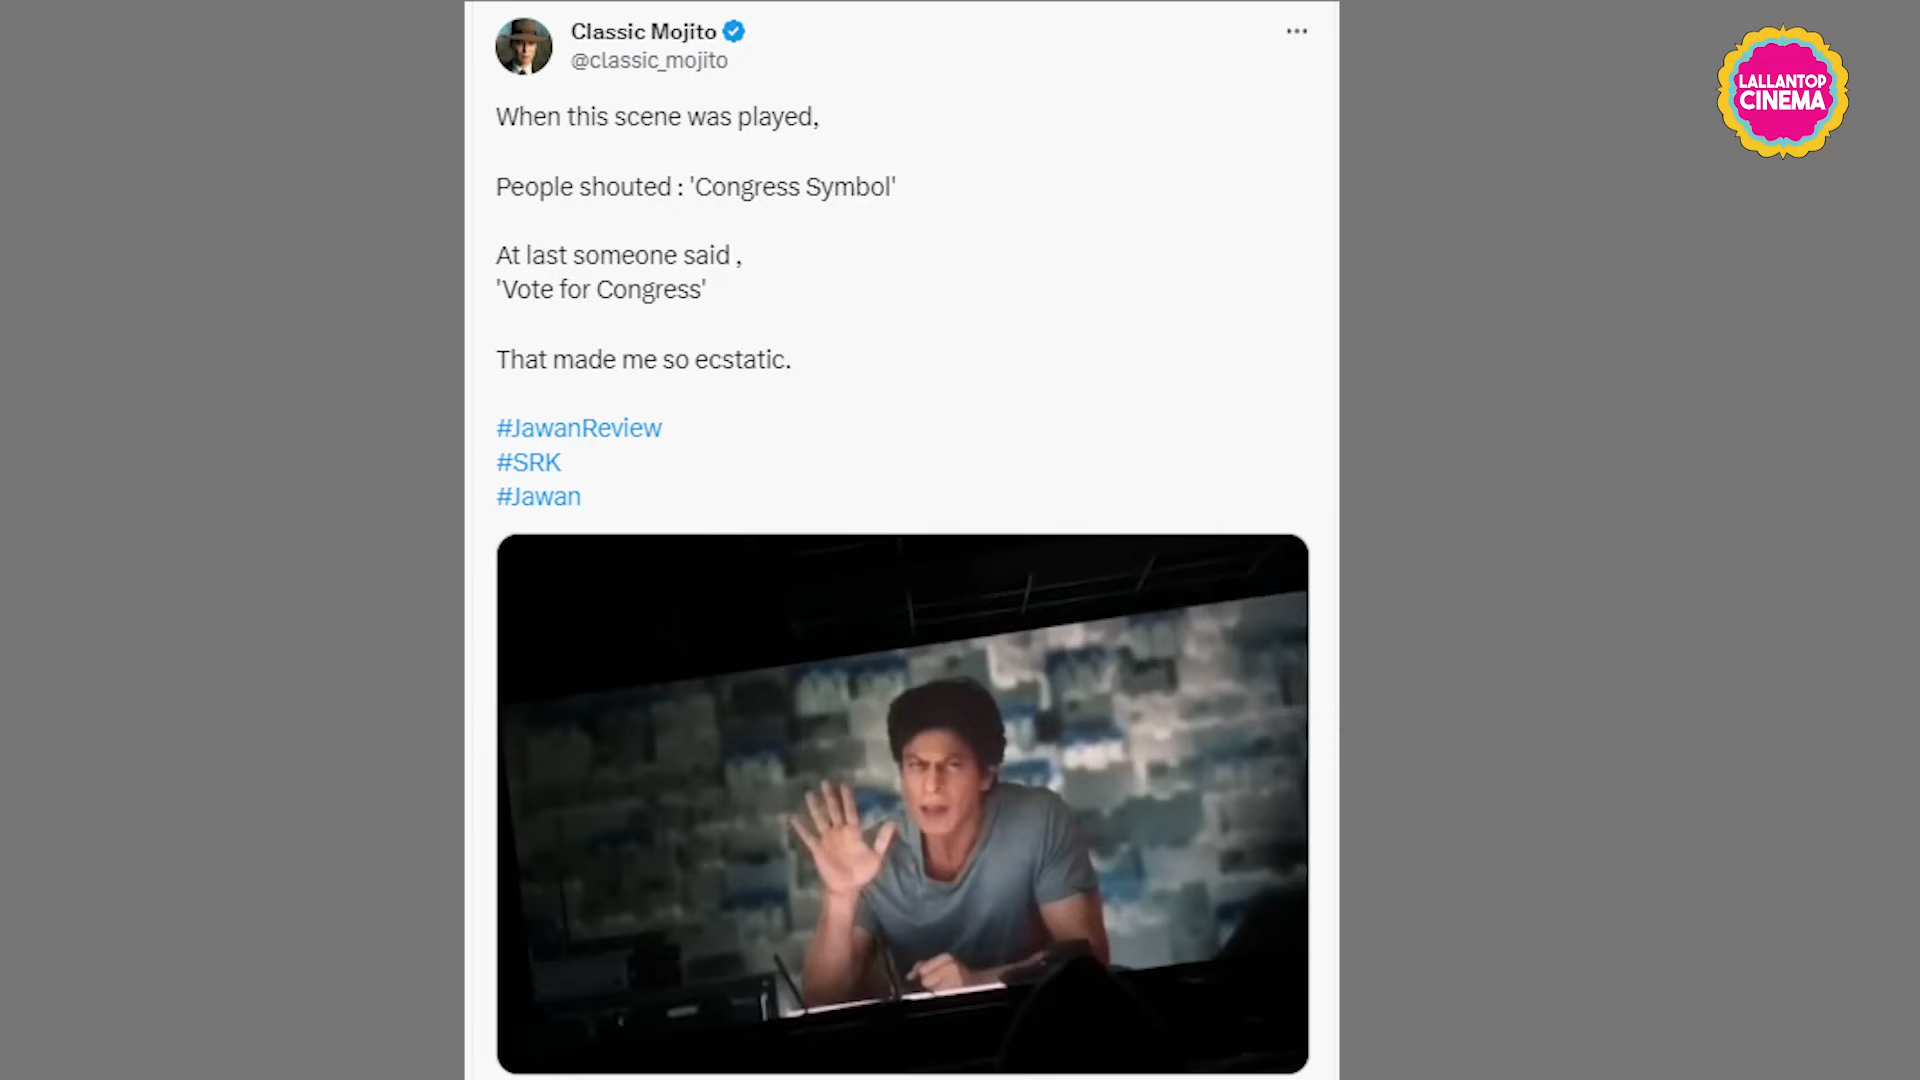 Classic Mojito
@classic_mojito
LALLANTOP
CINEMA
When this scene was played,
People shouted : 'Congress Symbol'
At last someone said ,
'Vote for Congress'
That made me so ecstatic.
#JawanReview
#SRK
#Jawan